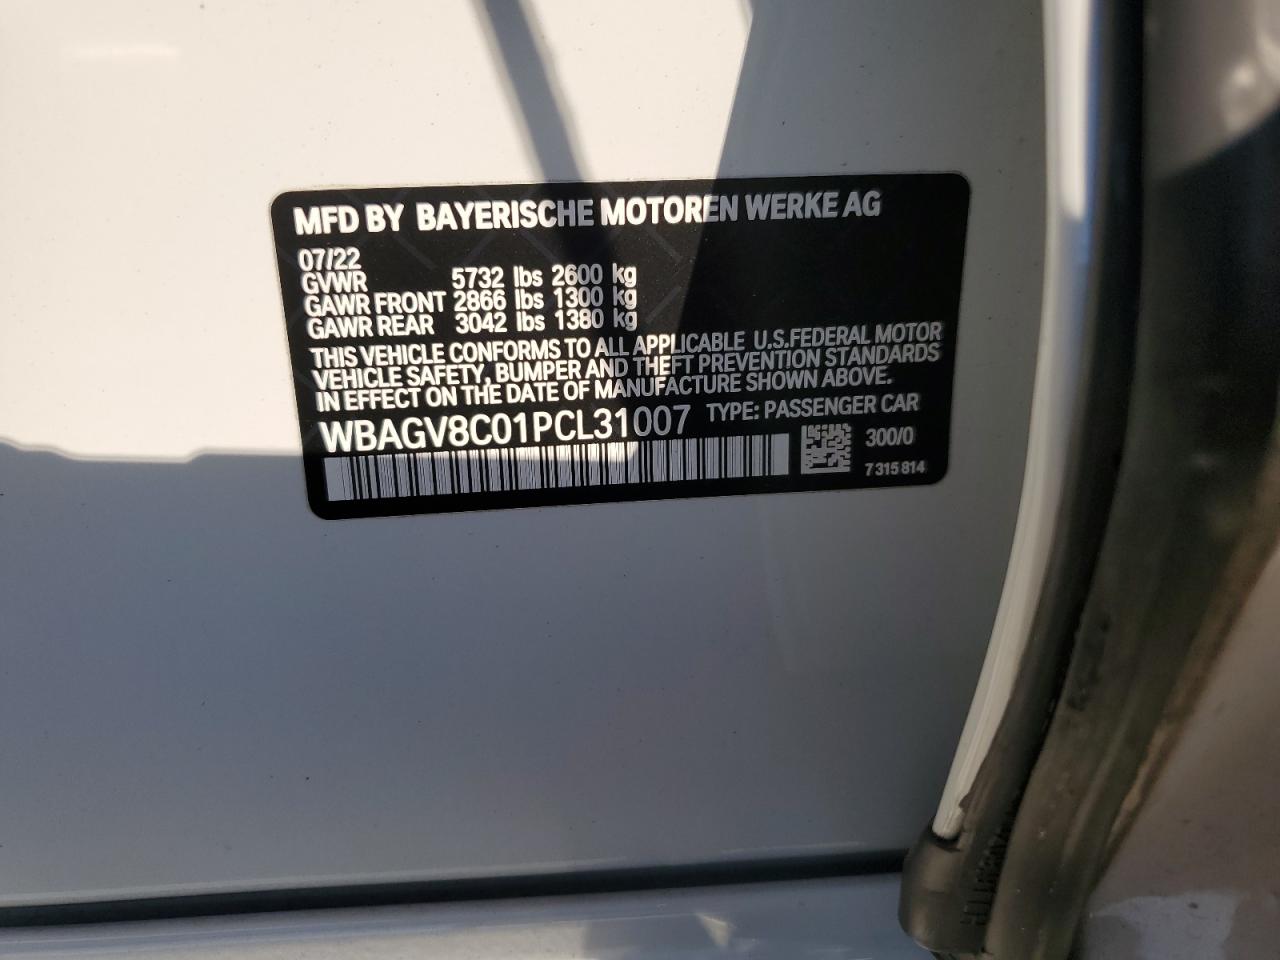 MFD BY BAYERISCHE MOTOREN WERKE AG
07/22
GVWR 5732 lbs 2600 kg
GAWR FRONT 2866 lbs 1300 kg
GAWR REAR 3042 lbs 1380 kg
THIS VEHICLE CONFORMS TO ALL APPLICABLE U.S.FEDERAL MOTOR
VEHICLE SAFETY, BUMPER AND THEFT PREVENTION STANDARDS
IN EFFECT ON THE DATE OF MANUFACTURE SHOWN ABOVE.
WBAGV8C01PCL31007 TYPE: PASSENGER CAR
300/0
7 315 814